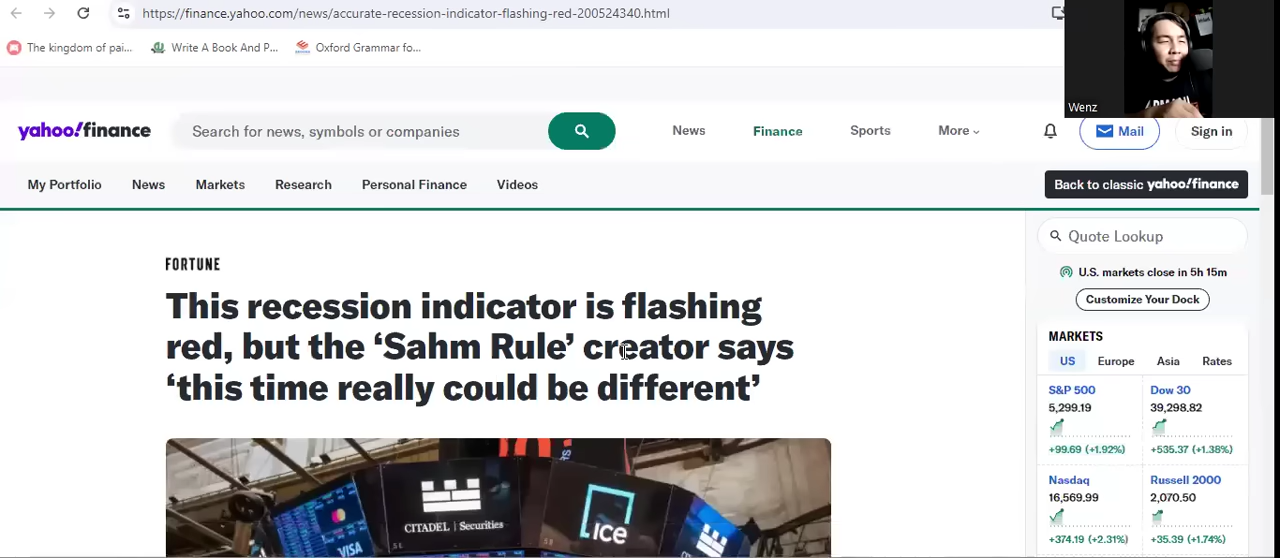 https://finance.yahoo.com/news/accurate-recession-indicator-flashing-red-200524340.html
The kingdom of pai...
Write A Book And P...
Oxford Grammar fo...
Wenz
yahoo!finance
Search for news, symbols or companies
News
Finance
Sports
More
Mail
Sign in
My Portfolio
News
Markets
Research
Personal Finance
Videos
Back to classic yahoo!finance
FORTUNE
This recession indicator is flashing
red, but the ‘Sahm Rule’ creator says
‘this time really could be different’
Quote Lookup
U.S. markets close in 5h 15m
Customize Your Dock
MARKETS
US
Europe
Asia
Rates
S&P 500
5,299.19
+99.69 (+1.92%)
Dow 30
39,298.82
+535.37 (+1.38%)
Nasdaq
16,569.99
+374.19 (+2.31%)
Russell 2000
2,070.50
+35.39 (+1.74%)
VISA
CITADEL | Securities
ice